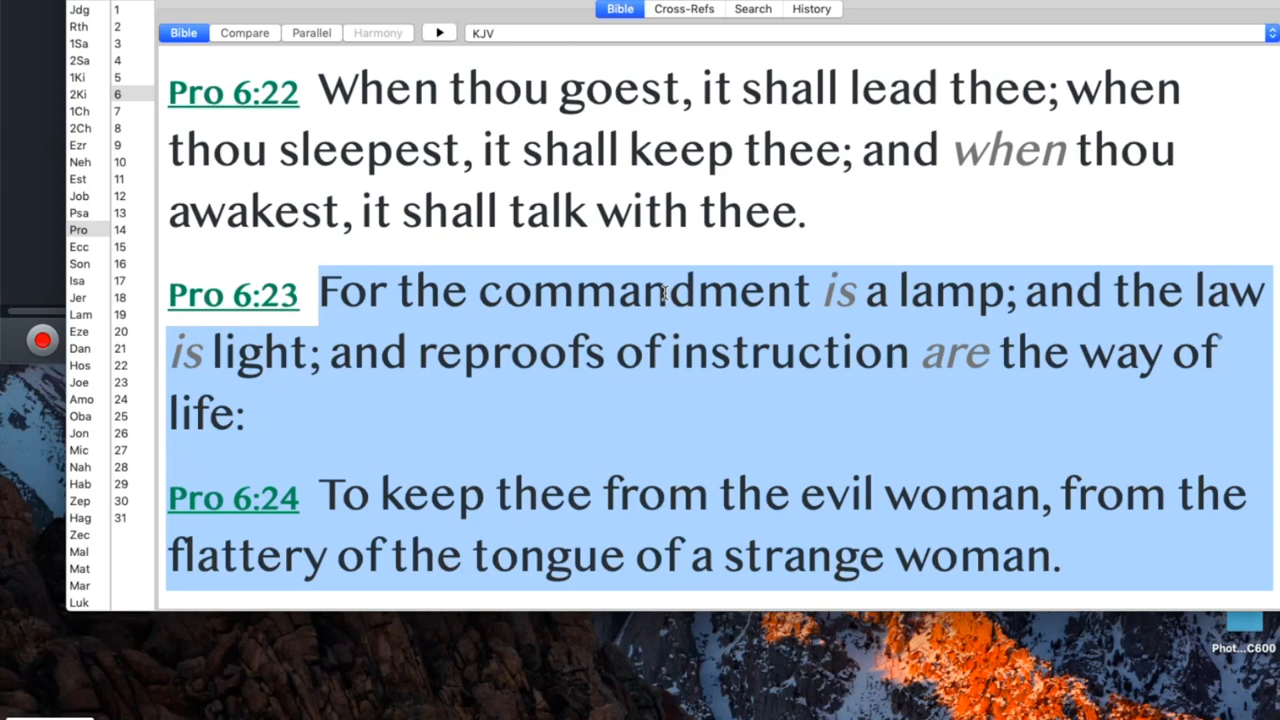 Bible Cross-Refs Search History
Bible Compare Parallel Harmony KJV
Jdg 1
Rth 2
1Sa 3
2Sa 4
1Ki 5
2Ki 6
1Ch 7
2Ch 8
Ezr 9
Neh 10
Est 11
Job 12
Psa 13
Pro 14
Ecc 15
Son 16
Isa 17
Jer 18
Lam 19
Eze 20
Dan 21
Hos 22
Joe 23
Amo 24
Oba 25
Jon 26
Mic 27
Nah 28
Hab 29
Zep 30
Hag 31
Zec
Mal
Mat
Mar
Luk
Pro 6:22 When thou goest, it shall lead thee; when
thou sleepest, it shall keep thee; and when thou
awakest, it shall talk with thee.
Pro 6:23 For the commandment is a lamp; and the law
is light; and reproofs of instruction are the way of
life:
Pro 6:24 To keep thee from the evil woman, from the
flattery of the tongue of a strange woman.
Phot...C600